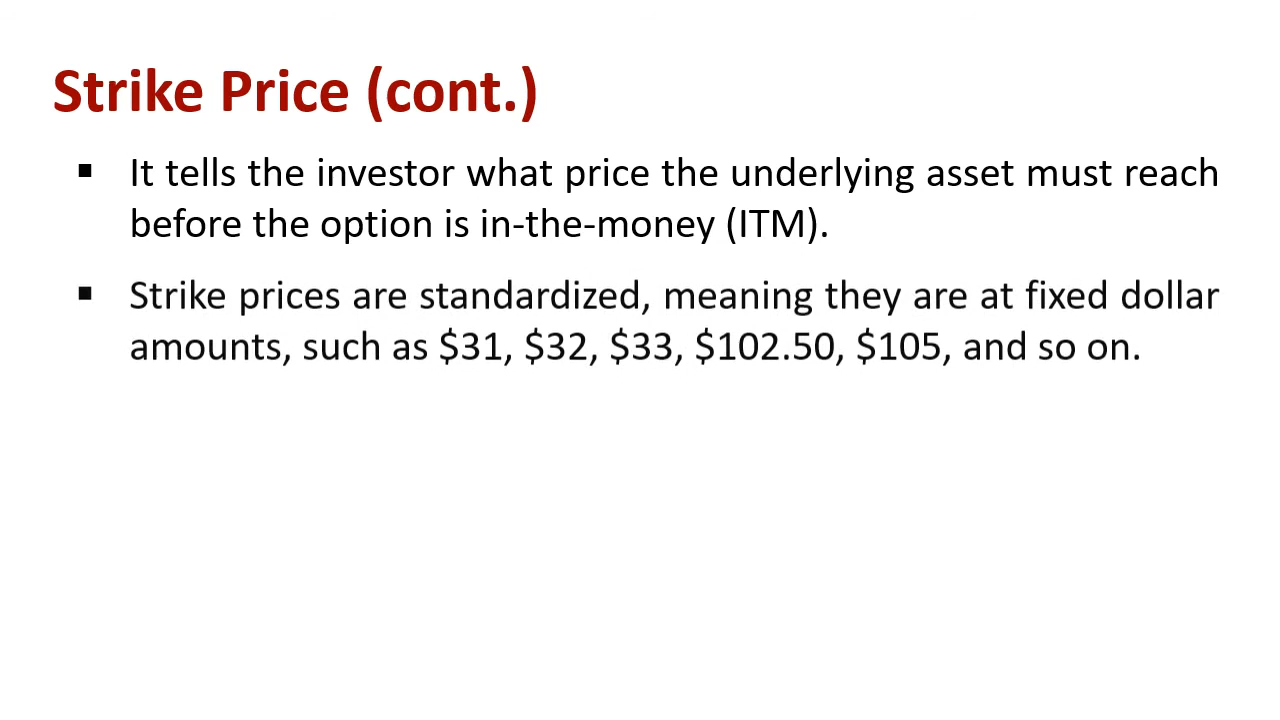 Strike Price (cont.)
▪ It tells the investor what price the underlying asset must reach
before the option is in-the-money (ITM).
▪ Strike prices are standardized, meaning they are at fixed dollar
amounts, such as $31, $32, $33, $102.50, $105, and so on.